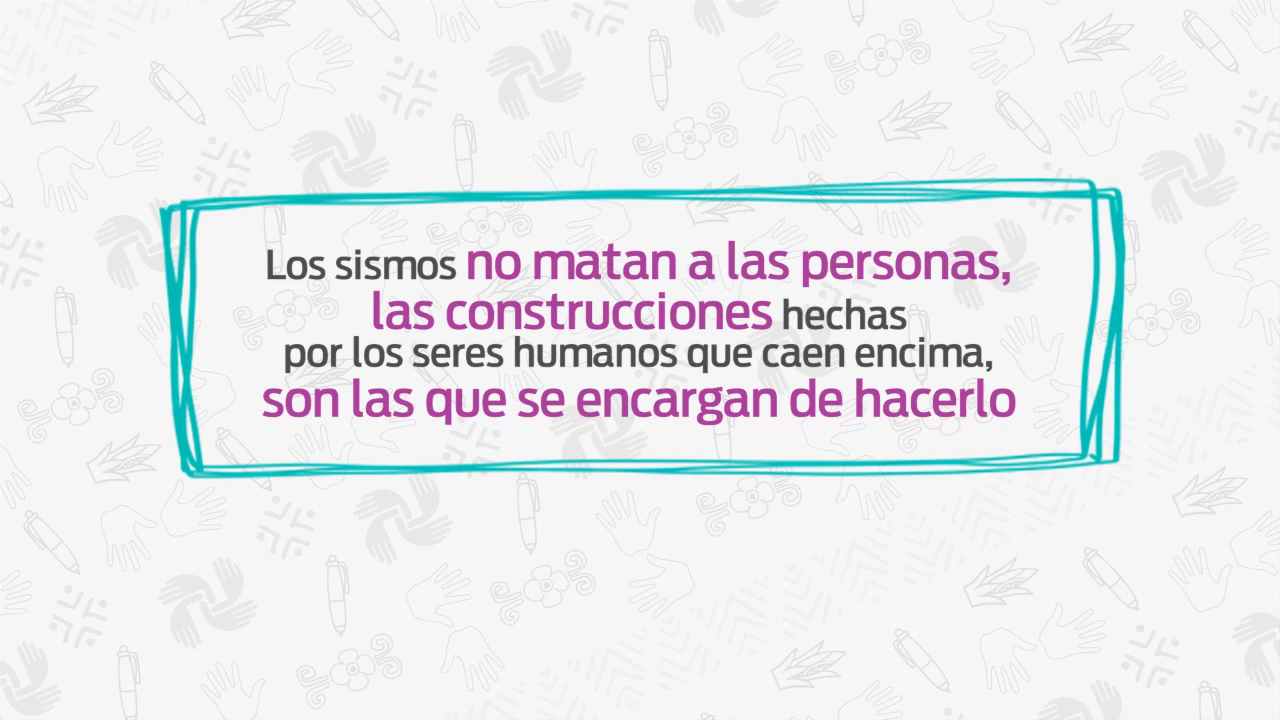 Los sismos no matan a las personas,
las construcciones hechas
por los seres humanos que caen encima,
son las que se encargan de hacerlo